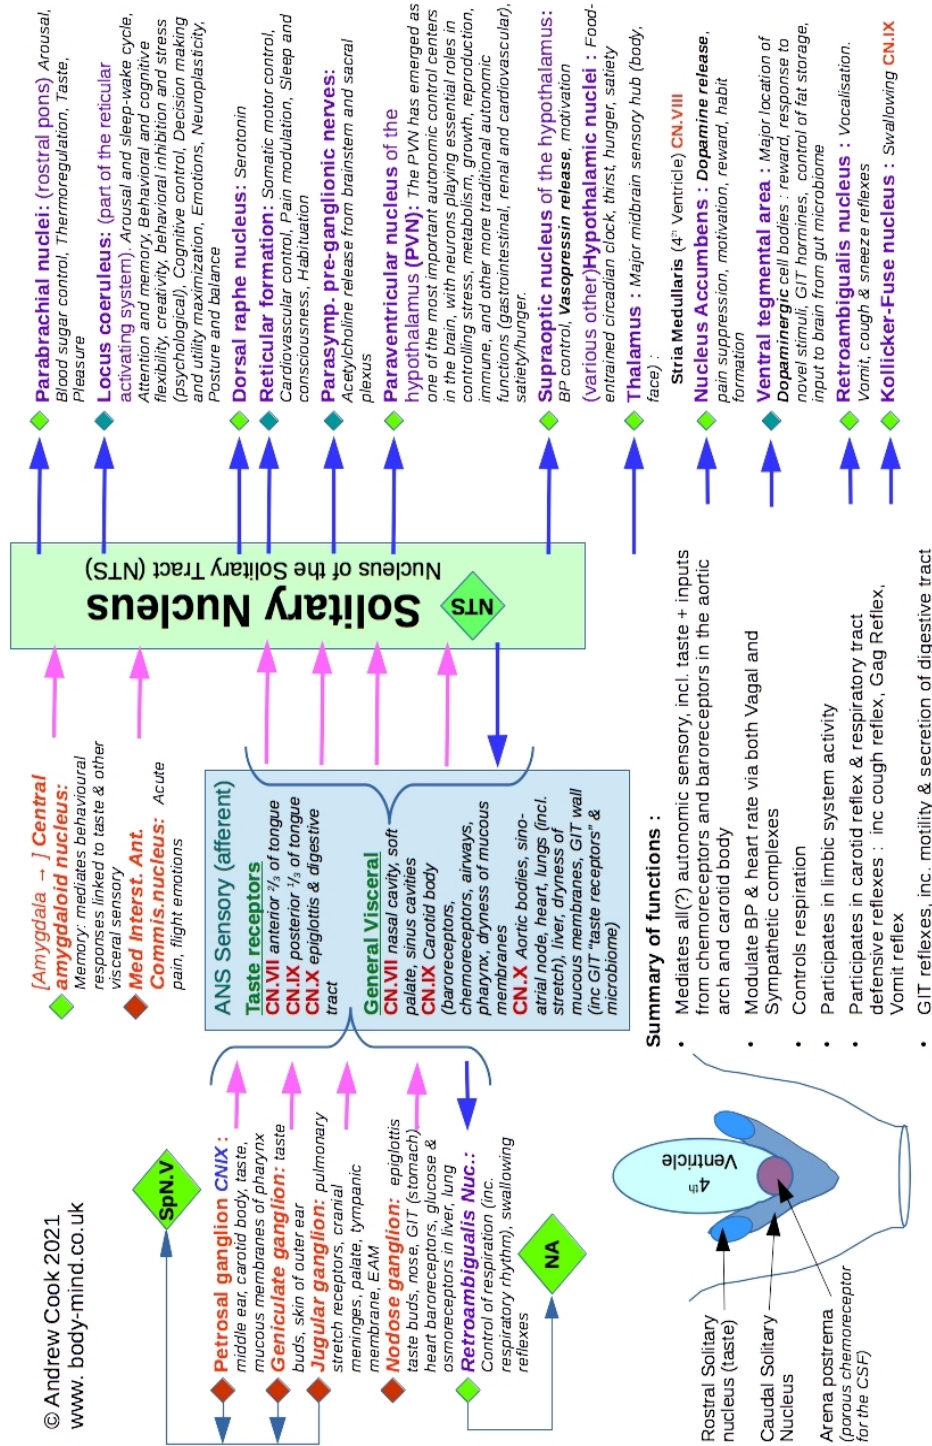 © Andrew Cook 2021
www. body-mind.co.uk
SpN.V
Petrosal ganglion CNIX :
middle ear, carotid body, taste,
mucous membranes of pharynx
Geniculate ganglion: taste
buds, skin of outer ear
Jugular ganglion: pulmonary
stretch receptors, cranial
meninges, palate, tympanic
membrane, EAM
Nodose ganglion: epiglottis
taste buds, nose, GIT (stomach),
heart baroreceptors, glucose &
osmoreceptors in liver, lung
Retroambigualis Nuc.:
Control of respiration (inc.
respiratory rhythm), swallowing
reflexes
NA
[Amygdala → ] Central
amygdaloid nucleus:
Memory: mediates behavioural
responses linked to taste & other
visceral sensory
Med Interst. Ant.
Commis.nucleus: Acute
pain, flight emotions
ANS Sensory (afferent)
Taste receptors
CN.VII anterior 2/3 of tongue
CN.IX posterior 1/3 of tongue
CN.X epiglottis & digestive
tract
General Visceral
CN.VII nasal cavity, soft
palate, sinus cavities
CN.IX Carotid body
(baroreceptors,
chemoreceptors, airways,
pharynx, dryness of mucous
membranes
CN.X Aortic bodies, sino-
atrial node, heart, lungs (incl.
stretch), liver, dryness of
mucous membranes, GIT wall
(inc GIT "taste receptors" &
microbiome)
Solitary Nucleus
Nucleus of the Solitary Tract (NTS)
NTS
Parabrachial nuclei: (rostral pons) Arousal,
Blood sugar control, Thermoregulation, Taste,
Pleasure
Locus coeruleus: (part of the reticular
activating system). Arousal and sleep-wake cycle,
Attention and memory, Behavioral and cognitive
flexibility, creativity, behavioral inhibition and stress
(psychological), Cognitive control, Decision making
and utility maximization, Emotions, Neuroplasticity,
Posture and balance
Dorsal raphe nucleus: Serotonin
Reticular formation: Somatic motor control,
Cardiovascular control, Pain modulation, Sleep and
consciousness, Habituation
Parasymp. pre-ganglionic nerves:
Acetylcholine release from brainstem and sacral
plexus
Paraventricular nucleus of the
hypothalamus (PVN): The PVN has emerged as
one of the most important autonomic control centers
in the brain, with neurons playing essential roles in
controlling stress, metabolism, growth, reproduction,
immune, and other more traditional autonomic
functions (gastrointestinal, renal and cardiovascular),
satiety/hunger.
Supraoptic nucleus of the hypothalamus:
BP control, Vasopressin release, motivation
(various other)Hypothalamic nuclei : Food-
entrained circadian clock, thirst, hunger, satiety
Thalamus : Major midbrain sensory hub (body,
face) :
Stria Medullaris (4th Ventricle) CN.VIII
Nucleus Accumbens : Dopamine release,
pain suppression, motivation, reward, habit
formation
Ventral tegmental area : Major location of
Dopaminergic cell bodies : reward, response to
novel stimuli, GIT hormines, control of fat storage,
input to brain from gut microbiome
Retroambigualis nucleus : Vocalisation.
Vomit, cough & sneeze reflexes
Kollicker-Fuse nucleus : Swallowing CN.IX
4th
Ventricle
Rostral Solitary
nucleus (taste)
Caudal Solitary
Nucleus
Arena postrema
(porous chemoreceptor
for the CSF)
Summary of functions :
• Mediates all(?) autonomic sensory, incl. taste + inputs
from chemoreceptors and baroreceptors in the aortic
arch and carotid body
• Modulate BP & heart rate via both Vagal and
Sympathetic complexes
• Controls respiration
• Participates in limbic system activity
• Participates in carotid reflex & respiratory tract
defensive reflexes : inc cough reflex, Gag Reflex,
Vomit reflex
• GIT reflexes, inc. motility & secretion of digestive tract